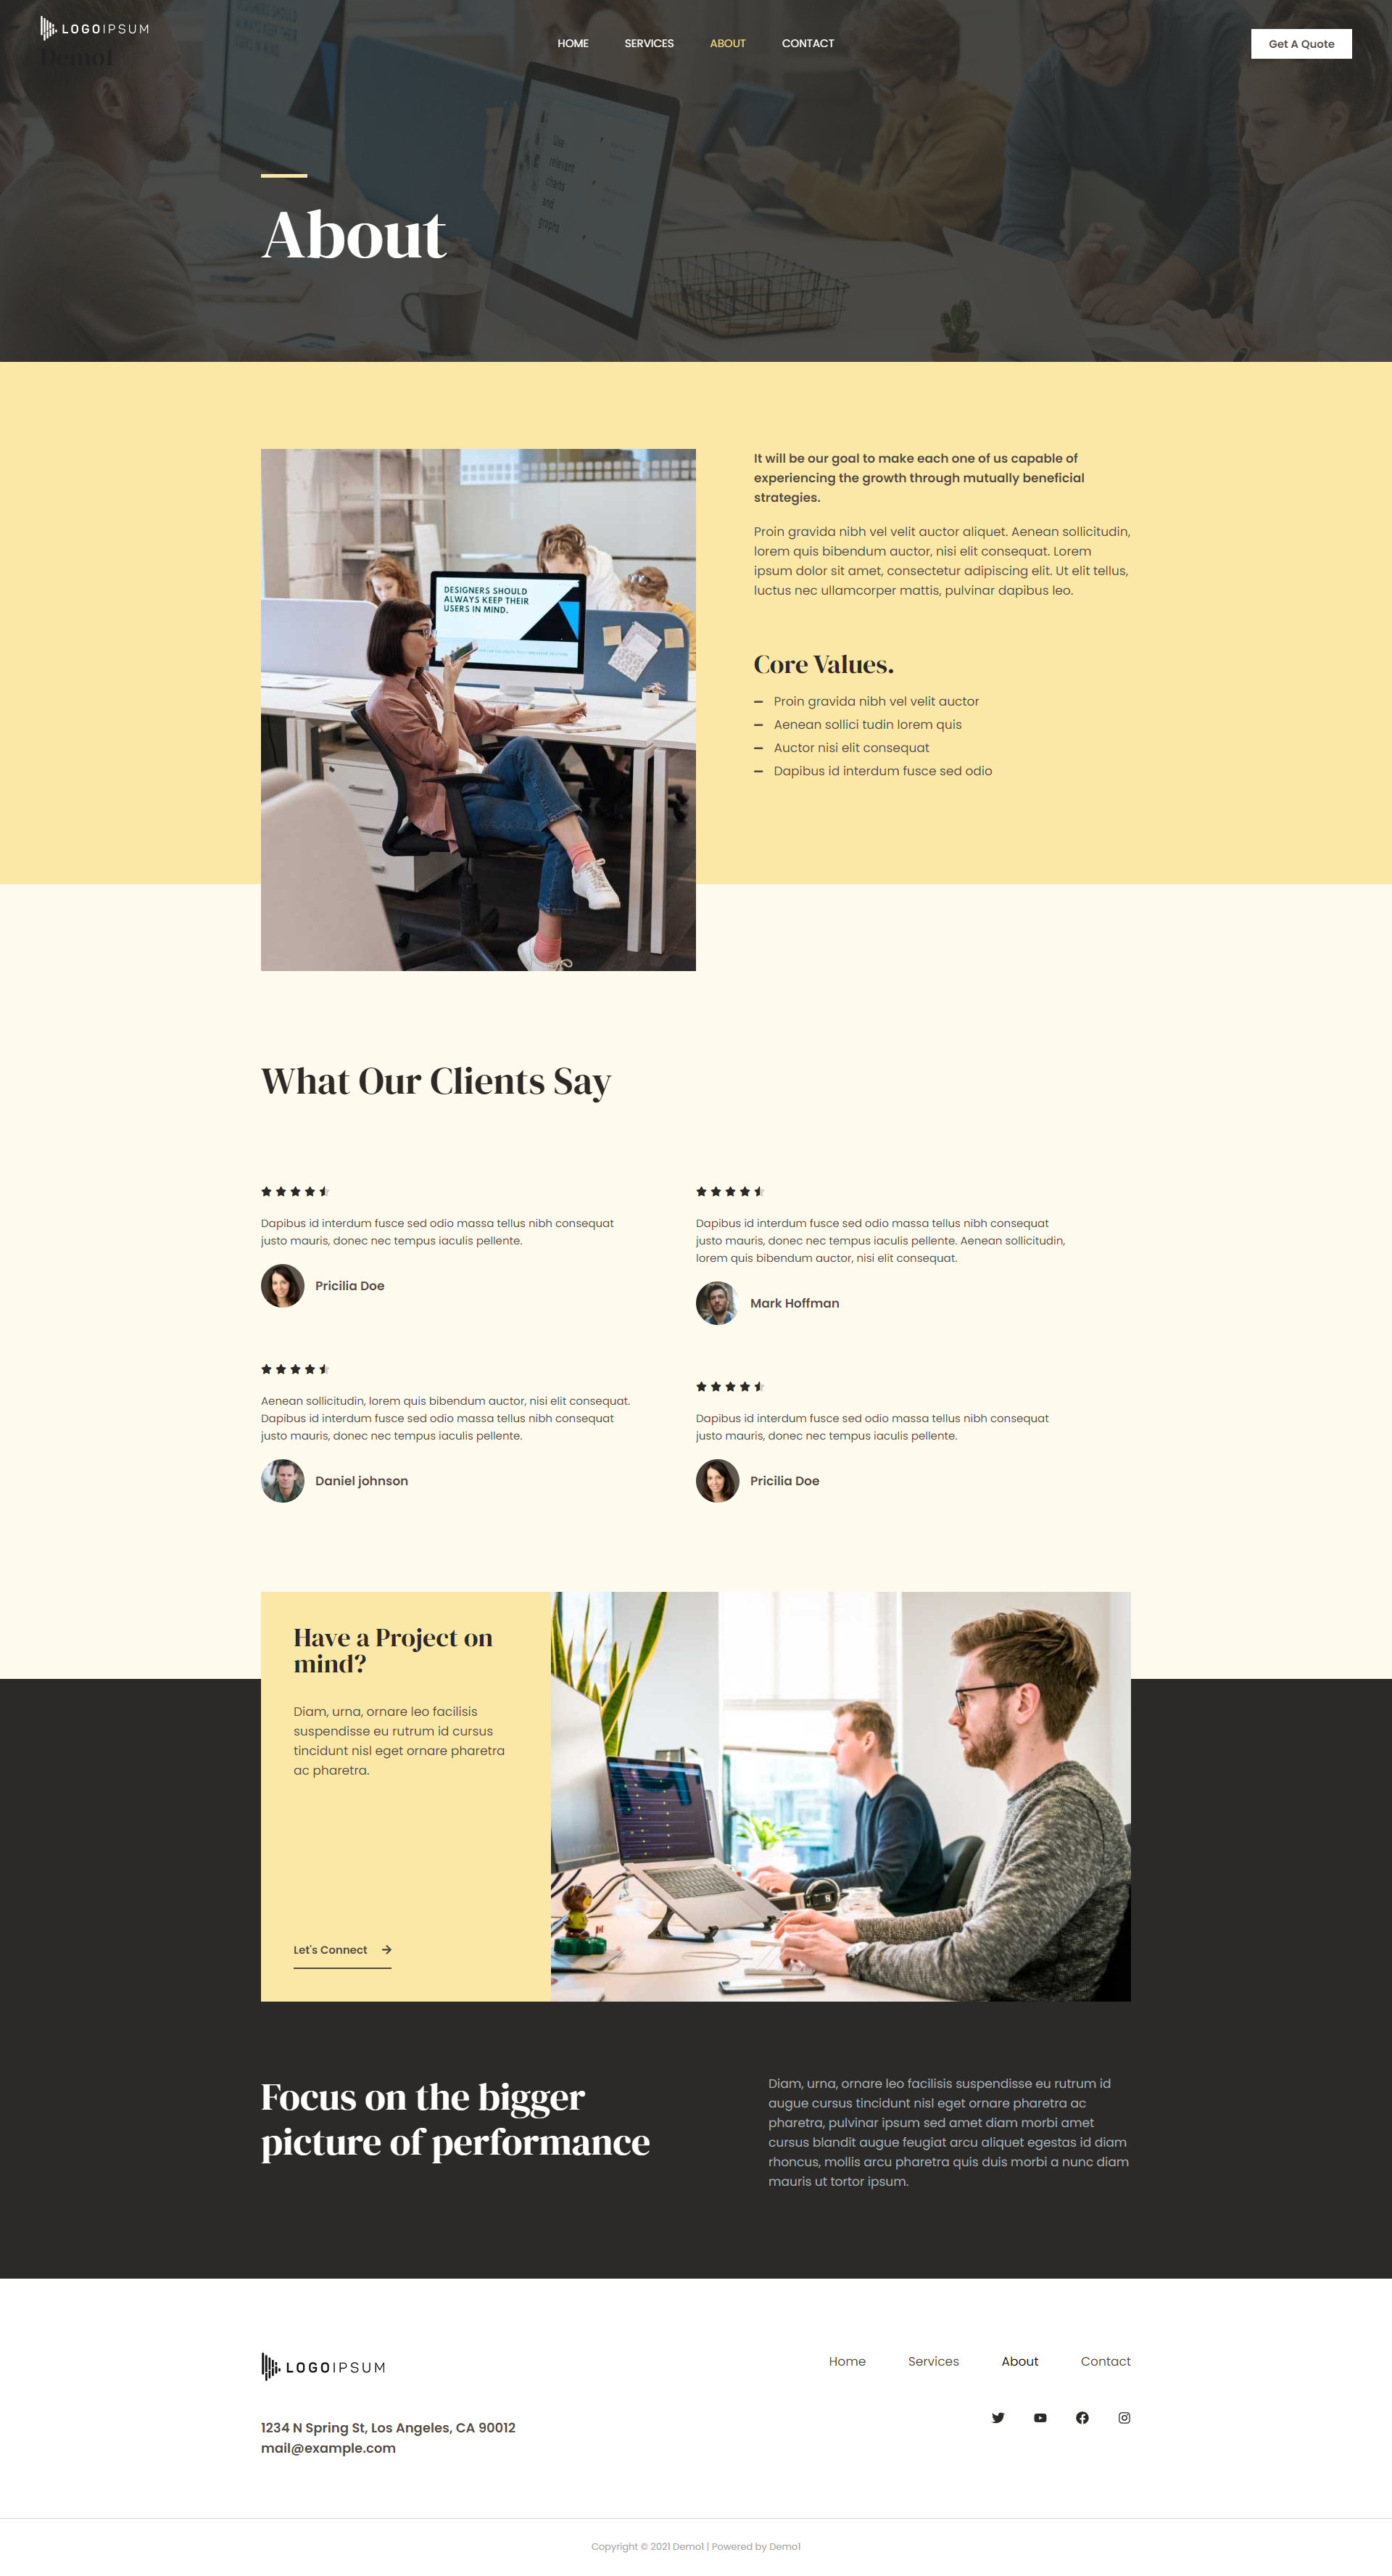 LOGOIPSUM
Demo1
HOME SERVICES ABOUT CONTACT
Get A Quote
Use
relevant
charts
and
graphs
About
DESIGNERS SHOULD
ALWAYS KEEP THEIR
USERS IN MIND.
It will be our goal to make each one of us capable of
experiencing the growth through mutually beneficial
strategies.
Proin gravida nibh vel velit auctor aliquet. Aenean sollicitudin,
lorem quis bibendum auctor, nisi elit consequat. Lorem
ipsum dolor sit amet, consectetur adipiscing elit. Ut elit tellus,
luctus nec ullamcorper mattis, pulvinar dapibus leo.
Core Values.
Proin gravida nibh vel velit auctor
Aenean sollici tudin lorem quis
Auctor nisi elit consequat
Dapibus id interdum fusce sed odio
What Our Clients Say
Dapibus id interdum fusce sed odio massa tellus nibh consequat
justo mauris, donec nec tempus iaculis pellente.
Pricilia Doe
Dapibus id interdum fusce sed odio massa tellus nibh consequat
justo mauris, donec nec tempus iaculis pellente. Aenean sollicitudin,
lorem quis bibendum auctor, nisi elit consequat.
Mark Hoffman
Aenean sollicitudin, lorem quis bibendum auctor, nisi elit consequat.
Dapibus id interdum fusce sed odio massa tellus nibh consequat
justo mauris, donec nec tempus iaculis pellente.
Daniel johnson
Dapibus id interdum fusce sed odio massa tellus nibh consequat
justo mauris, donec nec tempus iaculis pellente.
Pricilia Doe
Have a Project on
mind?
Diam, urna, ornare leo facilisis
suspendisse eu rutrum id cursus
tincidunt nisl eget ornare pharetra
ac pharetra.
Let's Connect
Focus on the bigger
picture of performance
Diam, urna, ornare leo facilisis suspendisse eu rutrum id
augue cursus tincidunt nisl eget ornare pharetra ac
pharetra, pulvinar ipsum sed amet diam morbi amet
cursus blandit augue feugiat arcu aliquet egestas id diam
rhoncus, mollis arcu pharetra quis duis morbi a nunc diam
mauris ut tortor ipsum.
LOGOIPSUM
Home Services About Contact
1234 N Spring St, Los Angeles, CA 90012
mail@example.com
Copyright © 2021 Demo1 | Powered by Demo1